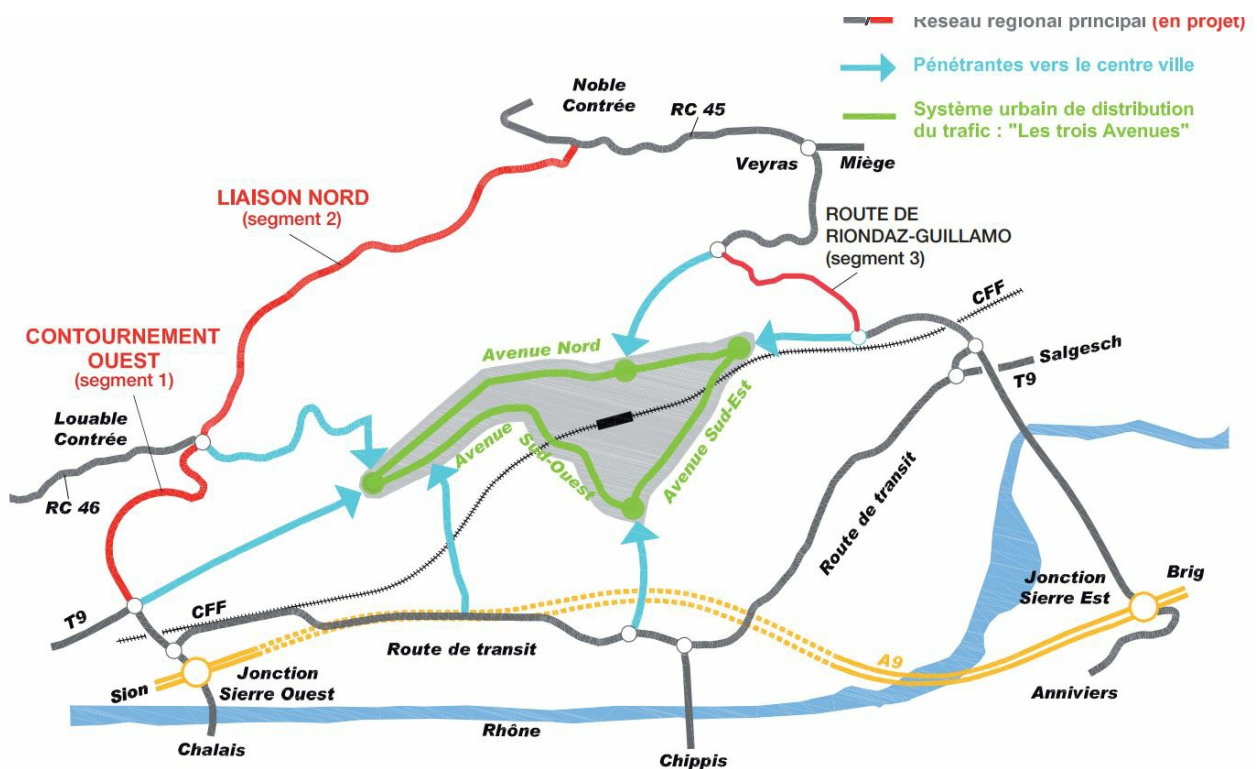 Réseau régional principal (en projet)
Pénétrantes vers le centre ville
Système urbain de distribution
du trafic : "Les trois Avenues"
Noble
Contrée
RC 45
Veyras
Miège
LIAISON NORD
(segment 2)
ROUTE DE
RIONDAZ-GUILLAMO
(segment 3)
CFF
CONTOURNEMENT
OUEST
(segment 1)
Avenue Nord
Salgesch
T9
Louable
Contrée
Avenue
Sud-Ouest
Avenue Sud-Est
RC 46
Route de transit
Jonction
Sierre Est
Brig
T9
CFF
Route de transit
A9
Sion
Jonction
Sierre Ouest
Anniviers
Rhône
Chalais
Chippis